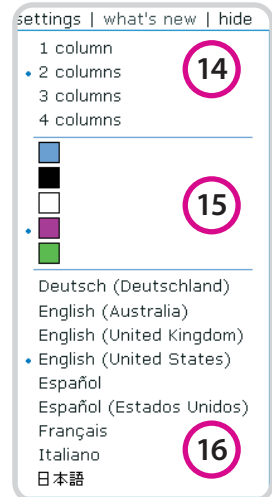 settings | what's new | hide
1 column
• 2 columns
3 columns
4 columns
14
15
•
Deutsch (Deutschland)
English (Australia)
English (United Kingdom)
• English (United States)
Español
Español (Estados Unidos)
Français
Italiano
日本語
16